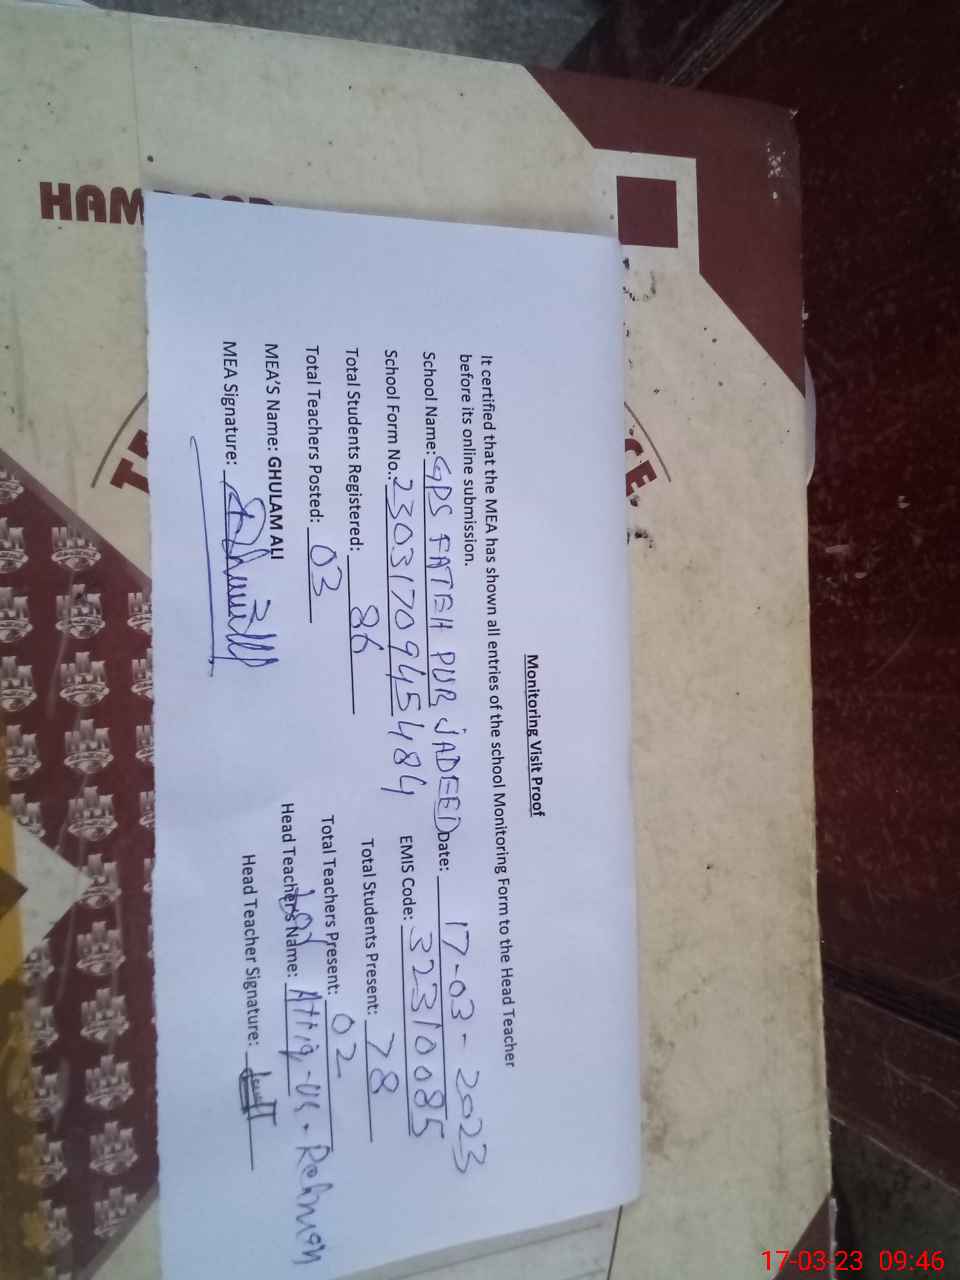 Monitoring Visit Proof
It certified that the MEA has shown all entries of the school Monitoring Form to the Head Teacher
before its online submission.
School Name: GPS FATEH PUR JADEED Date: 17-03-2023
School Form No.: 2303170945484 EMIS Code: 32310085
Total Students Registered: 86 Total Students Present: 78
Total Teachers Posted: 03 Total Teachers Present: 02
MEA'S Name: GHULAM ALI Head Teacher's Name: Attiq-Ur-Rehman
MEA Signature: Head Teacher Signature:
17-03-23 09:46